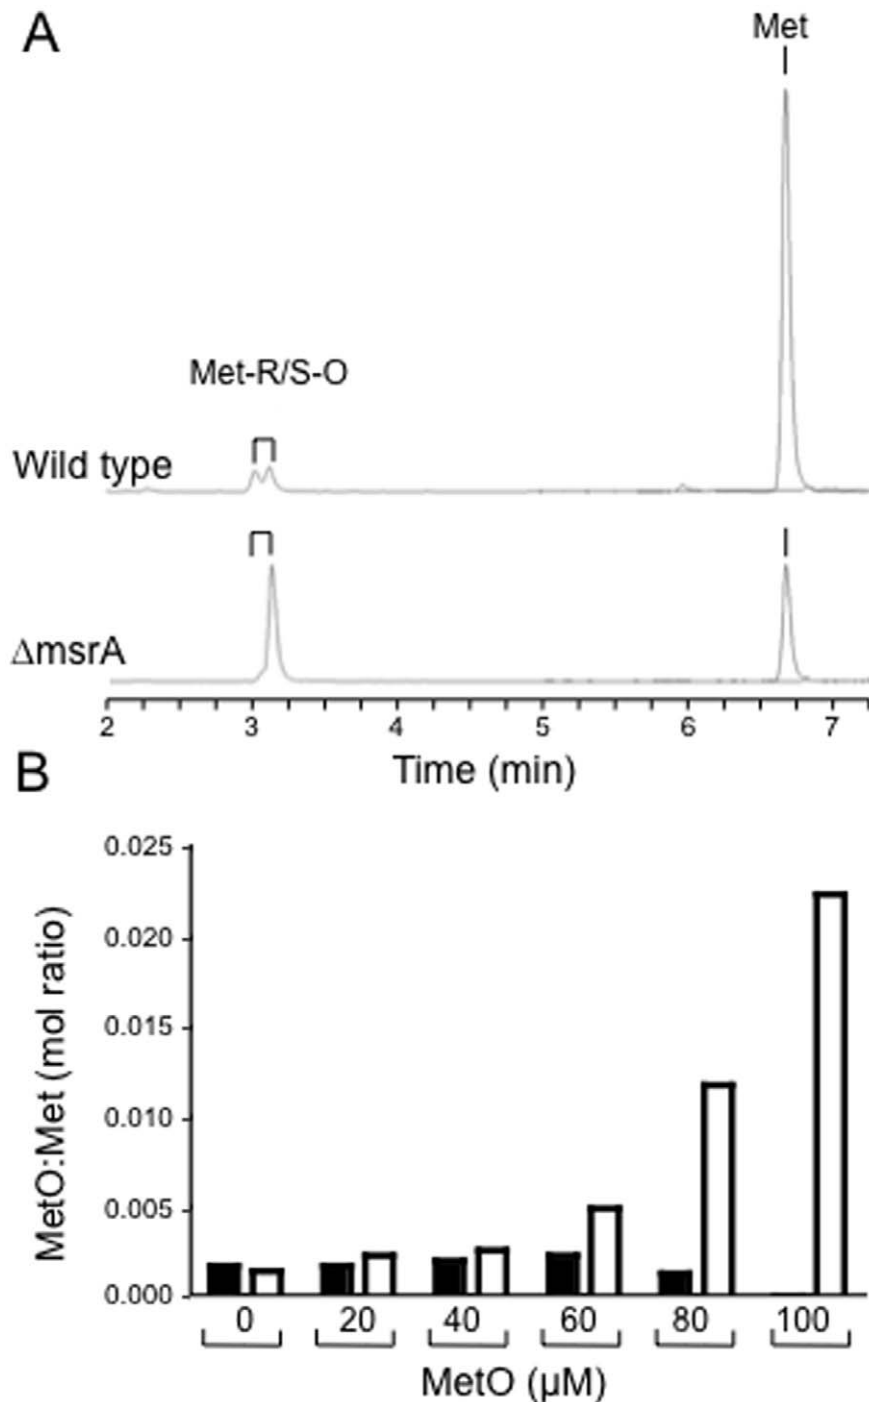 A
Met
Met-R/S-O
Wild type
ΔmsrA
2 3 4 5 6 7
Time (min)
B
MetO:Met (mol ratio)
0.025
0.020
0.015
0.010
0.005
0.000
0 20 40 60 80 100
MetO (µM)